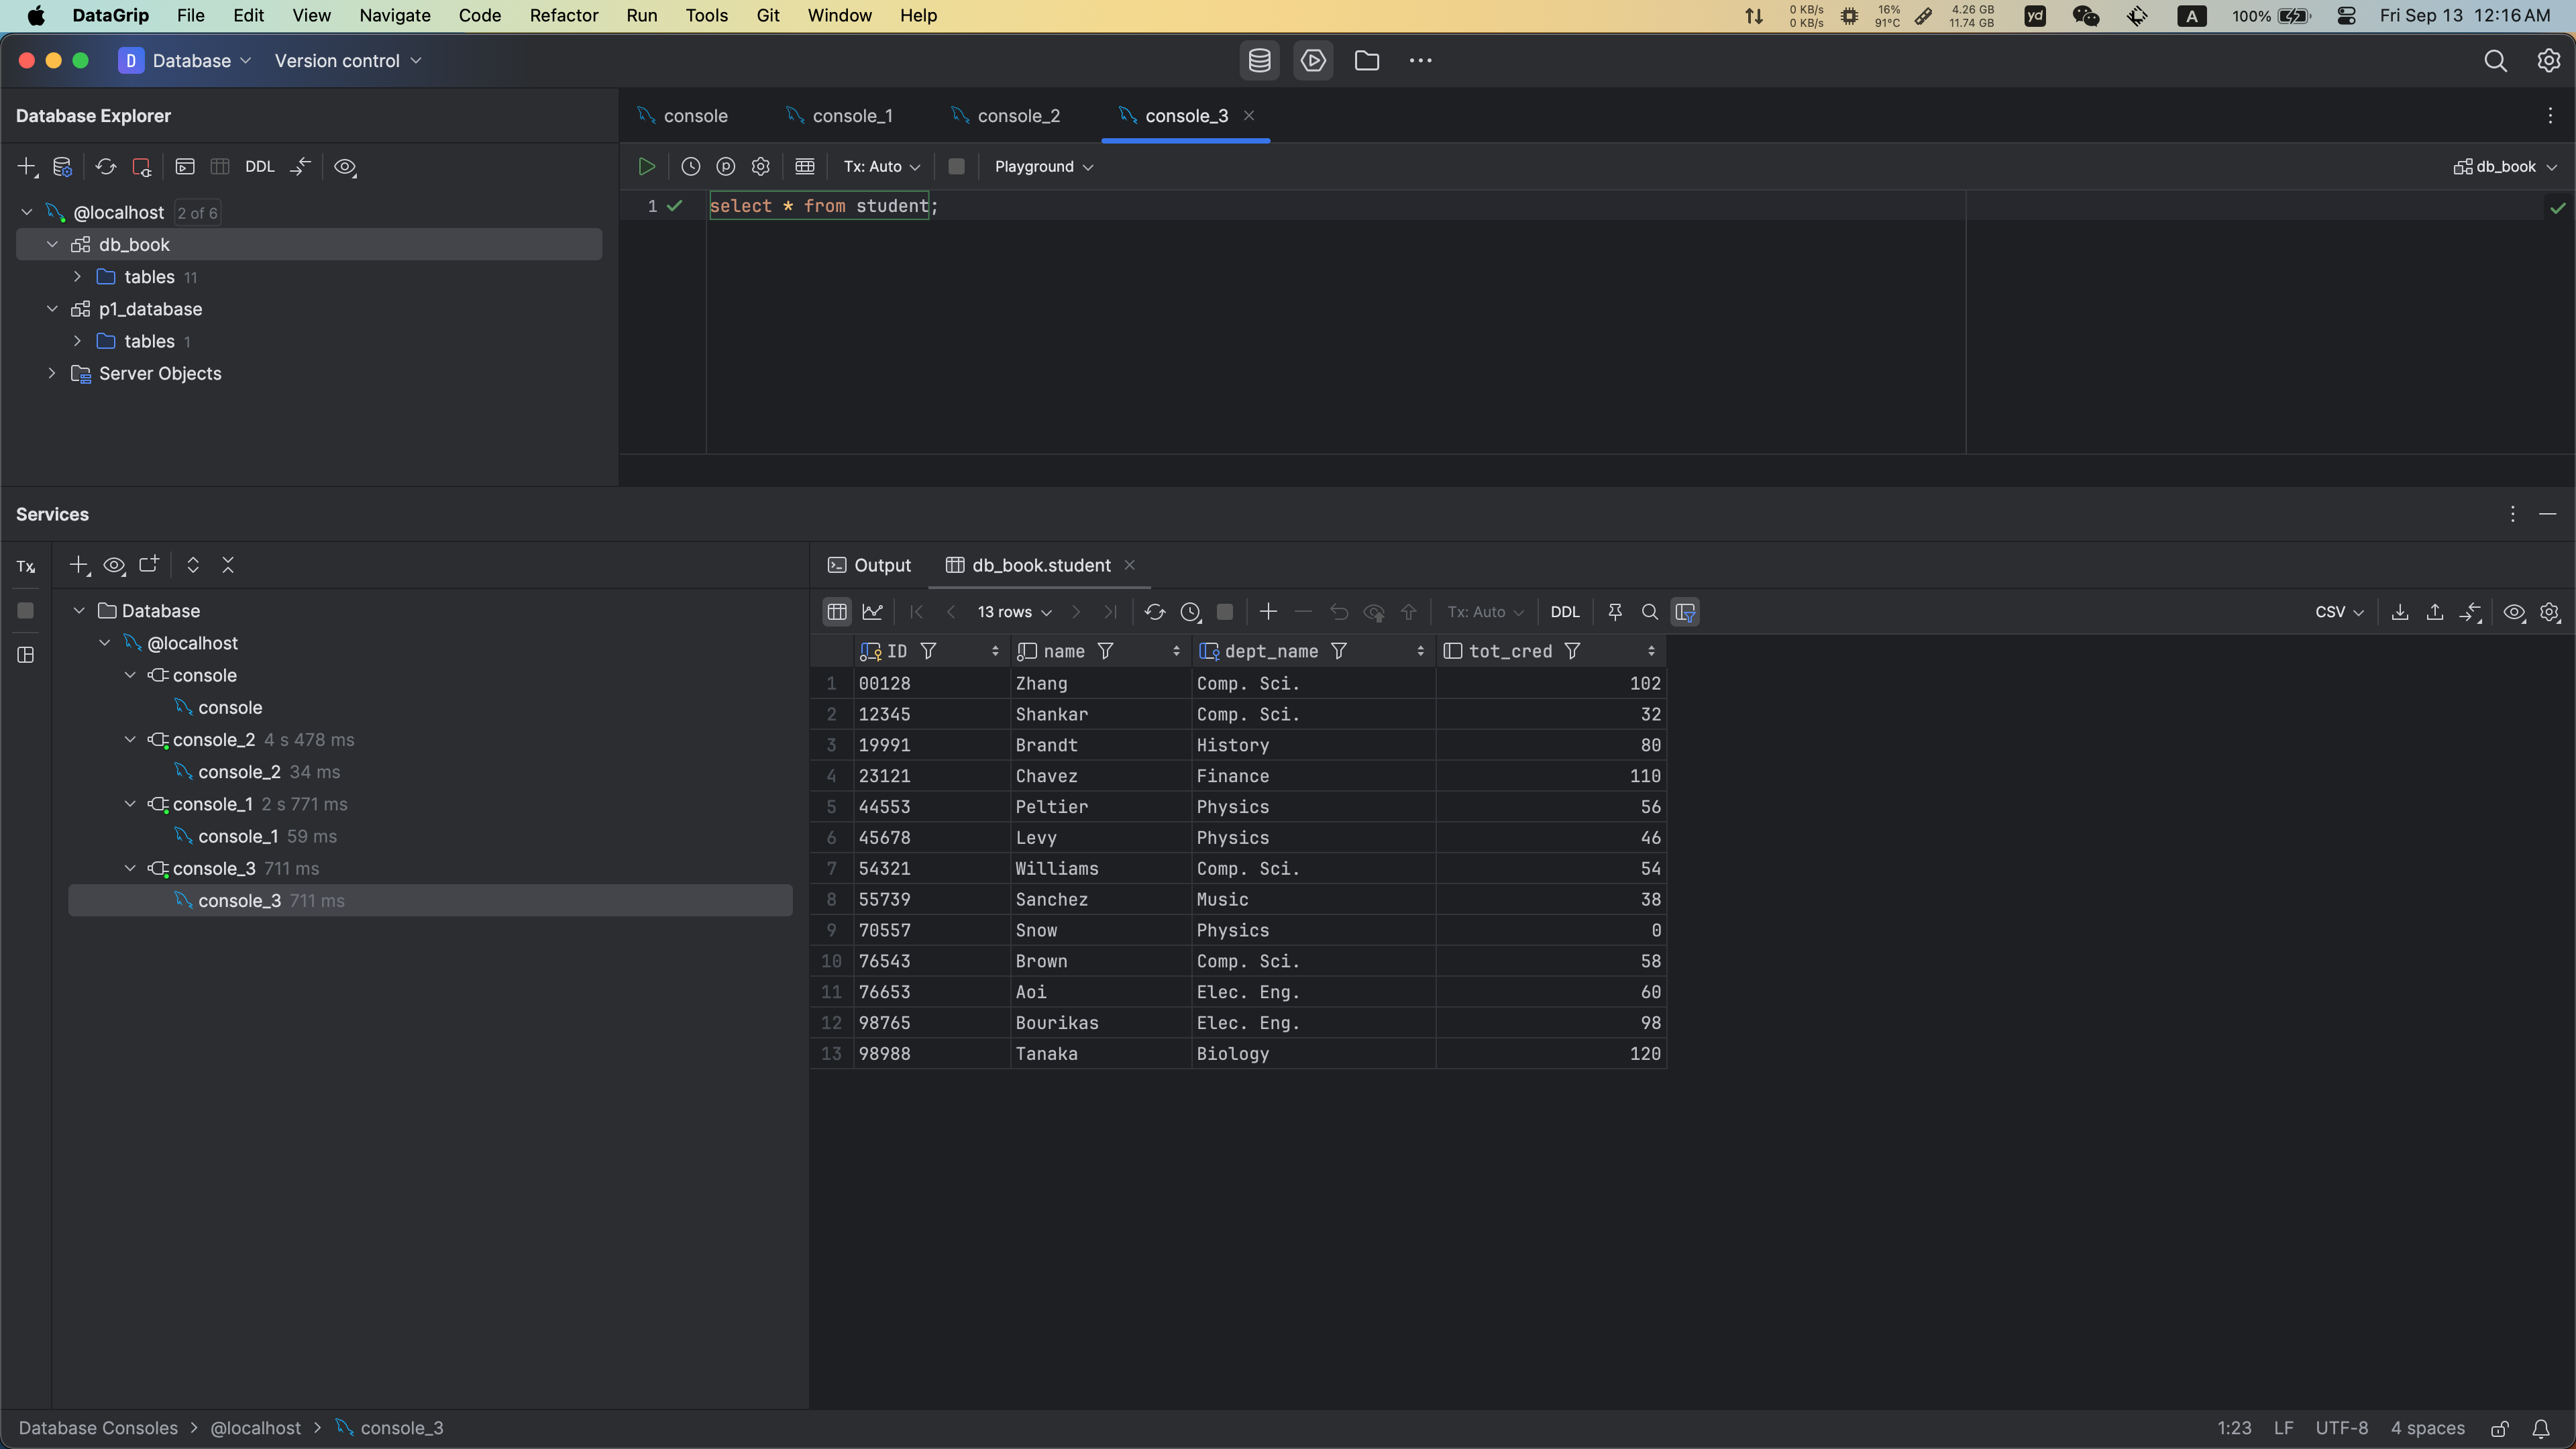 DataGrip File Edit View Navigate Code Refactor Run Tools Git Window Help 0 KB/s 0 KB/s 16% 91°C 4.26 GB 11.74 GB yd A 100% Fri Sep 13 12:16 AM
D Database Version control
Database Explorer
console console_1 console_2 console_3
DDL
Tx: Auto Playground db_book
@localhost 2 of 6
db_book
tables 11
p1_database
tables 1
Server Objects
1 select * from student;
Services
Tx
Database
@localhost
console
console
console_2 4 s 478 ms
console_2 34 ms
console_1 2 s 771 ms
console_1 59 ms
console_3 711 ms
console_3 711 ms
Output db_book.student
13 rows Tx: Auto DDL CSV
ID name dept_name tot_cred
1 00128 Zhang Comp. Sci. 102
2 12345 Shankar Comp. Sci. 32
3 19991 Brandt History 80
4 23121 Chavez Finance 110
5 44553 Peltier Physics 56
6 45678 Levy Physics 46
7 54321 Williams Comp. Sci. 54
8 55739 Sanchez Music 38
9 70557 Snow Physics 0
10 76543 Brown Comp. Sci. 58
11 76653 Aoi Elec. Eng. 60
12 98765 Bourikas Elec. Eng. 98
13 98988 Tanaka Biology 120
Database Consoles > @localhost > console_3 1:23 LF UTF-8 4 spaces